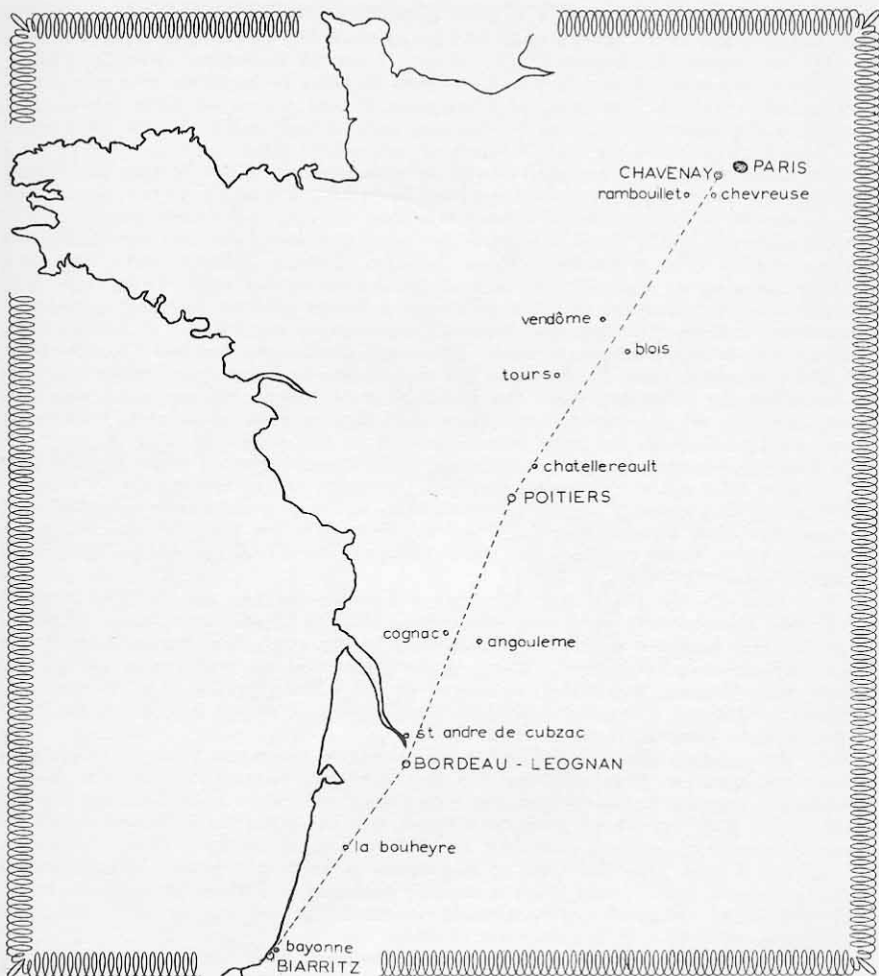 CHAVENAY PARIS
rambouillet chevreuse
vendôme
blois
tours
chatellereault
POITIERS
cognac
angouleme
st andre de cubzac
BORDEAU - LEOGNAN
la bouheyre
bayonne
BIARRITZ